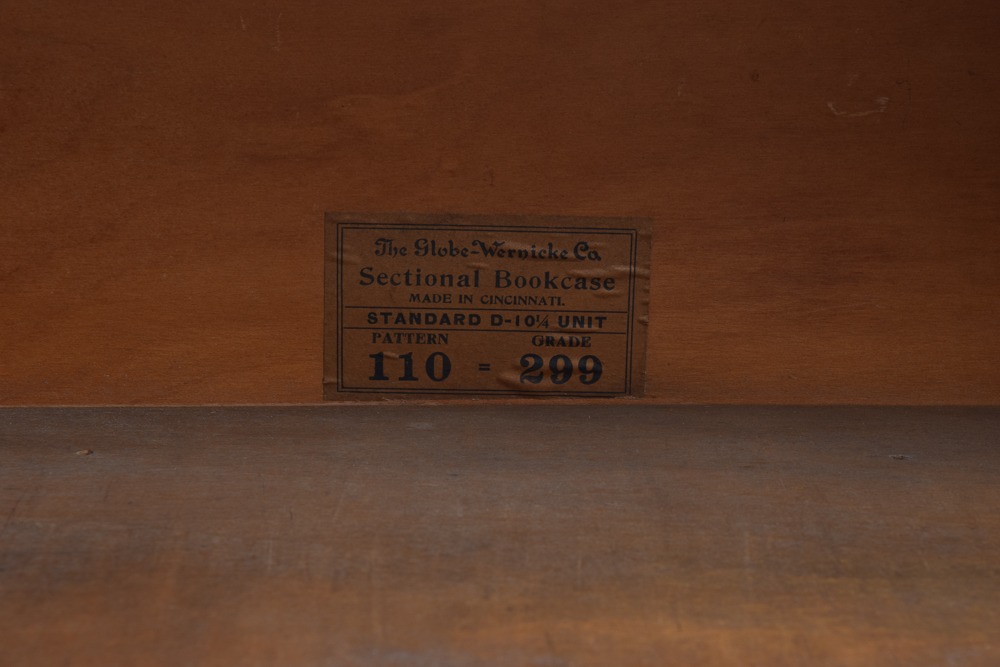 The Globe-Wernicke Co.
Sectional Bookcase
MADE IN CINCINNATI.
STANDARD D-10¼ UNIT
PATTERN GRADE
110 = 299